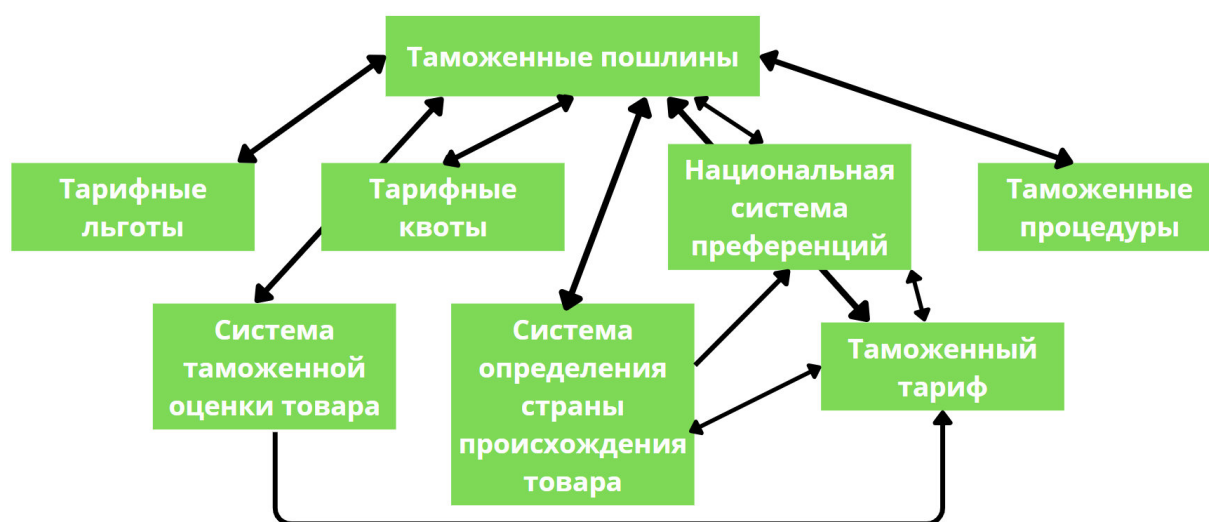 Таможенные пошлины
Тарифные
льготы
Тарифные
квоты
Национальная
система
преференций
Таможенные
процедуры
Система
таможенной
оценки товара
Система
определения
страны
происхождения
товара
Таможенный
тариф